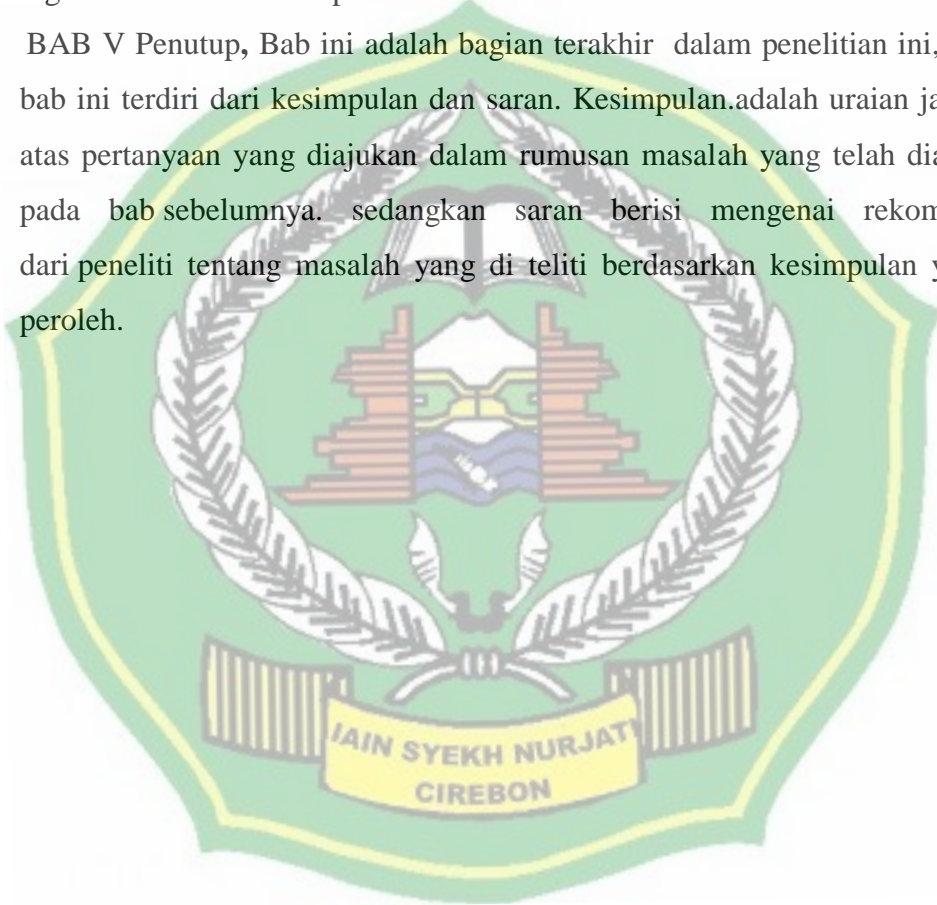 BAB V Penutup, Bab ini adalah bagian terakhir dalam penelitian ini,
bab ini terdiri dari kesimpulan dan saran. Kesimpulan.adalah uraian
atas pertanyaan yang diajukan dalam rumusan masalah yang telah
pada bab sebelumnya. sedangkan saran berisi mengenai
dari peneliti tentang masalah yang di teliti berdasarkan kesimpulan
peroleh.
IAIN SYEKH NURJATI
CIREBON